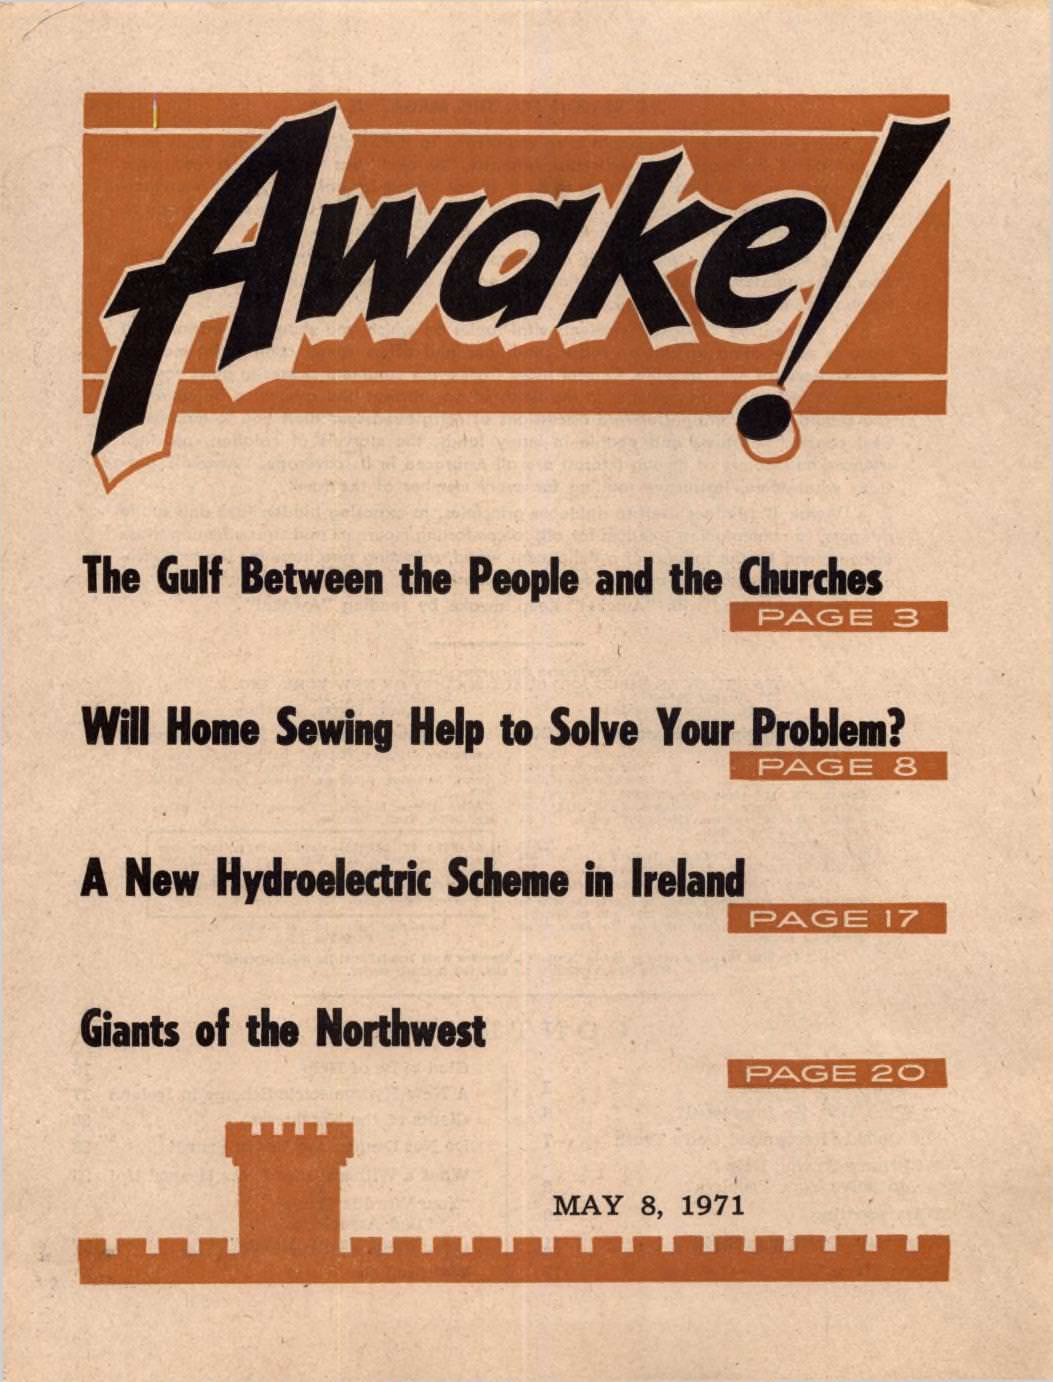 Awake!
The Gulf Between the People and the Churches
PAGE 3
Will Home Sewing Help to Solve Your Problem?
PAGE 8
A New Hydroelectric Scheme in Ireland
PAGE 17
Giants of the Northwest
PAGE 20
MAY 8, 1971